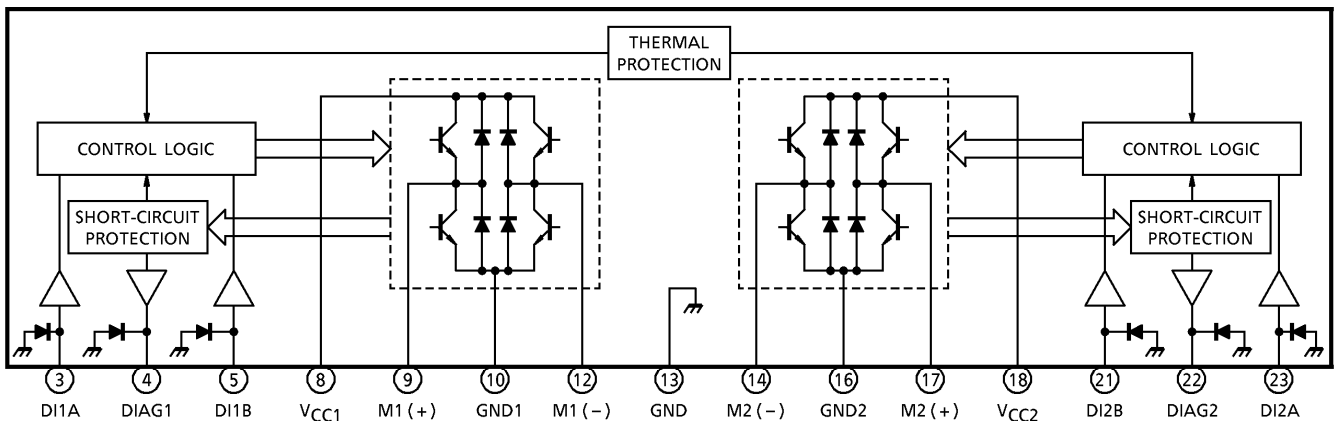 THERMAL
PROTECTION
CONTROL LOGIC
CONTROL LOGIC
SHORT-CIRCUIT
PROTECTION
SHORT-CIRCUIT
PROTECTION
3 4 5 8 9 10 12 13 14 16 17 18 21 22 23
DI1A DIAG1 DI1B VCC1 M1 (+) GND1 M1 (−) GND M2 (−) GND2 M2 (+) VCC2 DI2B DIAG2 DI2A